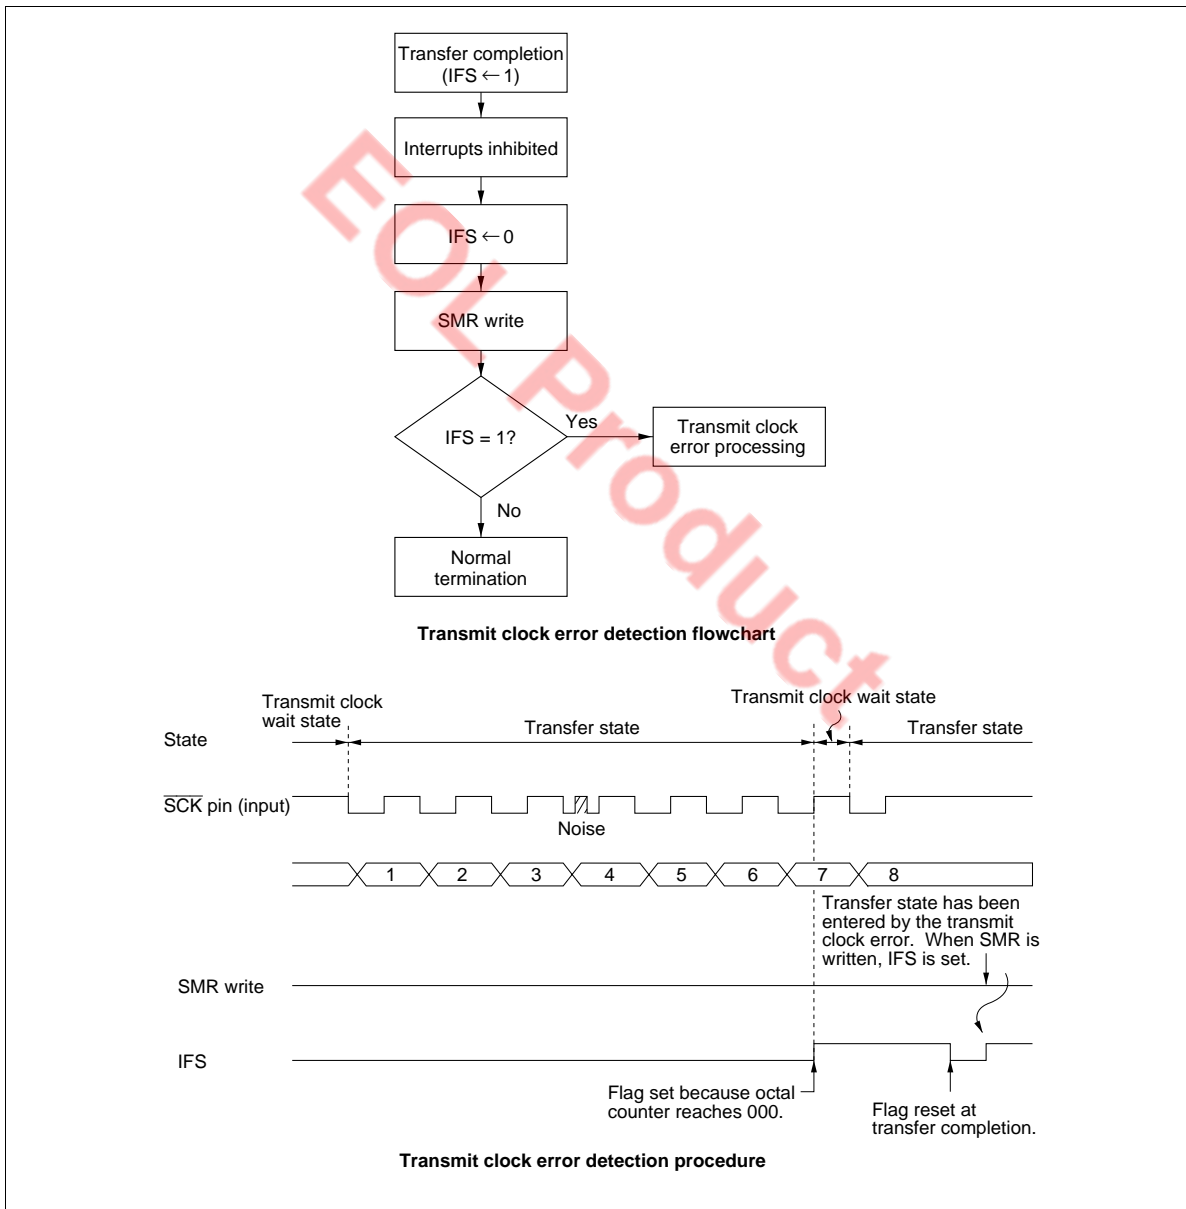 Transfer completion
(IFS ← 1)
Interrupts inhibited
IFS ← 0
SMR write
IFS = 1?
Yes
Transmit clock
error processing
No
Normal
termination
EOL Product
Transmit clock error detection flowchart
Transmit clock
wait state
Transmit clock wait state
State
Transfer state
Transfer state
SCK pin (input)
Noise
1 2 3 4 5 6 7 8
Transfer state has been
entered by the transmit
clock error. When SMR is
written, IFS is set.
SMR write
IFS
Flag set because octal
counter reaches 000.
Flag reset at
transfer completion.
Transmit clock error detection procedure